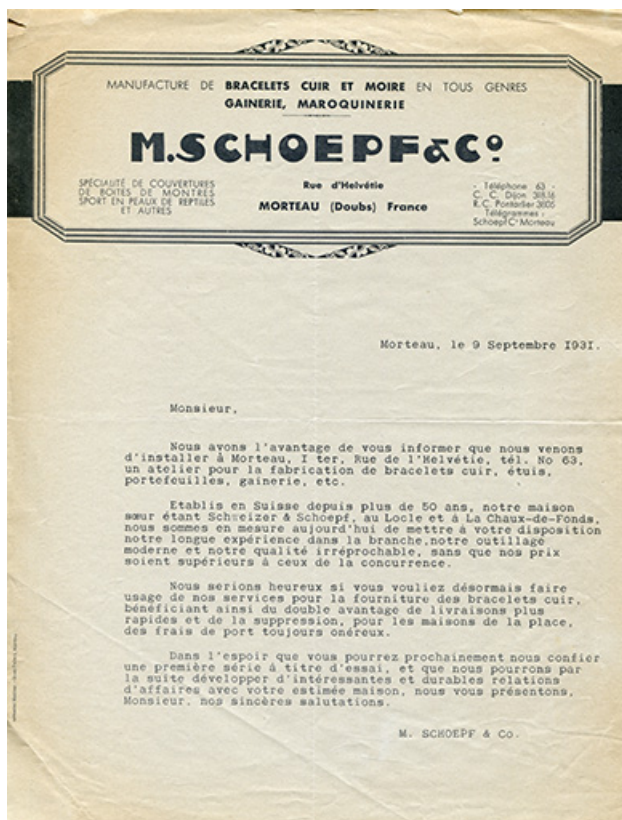 MANUFACTURE DE BRACELETS CUIR ET MOIRE EN TOUS GENRES
GAINERIE, MAROQUINERIE
M. SCHOEPF & Cº
SPÉCIALITÉ DE COUVERTURES
DE BOITES DE MONTRES
SPORT EN PEAUX DE REPTILES
ET AUTRES
Rue d'Helvétie
MORTEAU (Doubs) France
- Téléphone 63 -
C. C. Dijon 318.16
R. C. Pontarlier 3805
Télégrammes :
Schoepf Cº Morteau
Morteau, le 9 Septembre I93I.
Monsieur,
Nous avons l'avantage de vous informer que nous venons
d'installer à Morteau, I ter, Rue de l'Helvétie, tél. No 63,
un atelier pour la fabrication de bracelets cuir, étuis,
portefeuilles, gainerie, etc.
Etablis en Suisse depuis plus de 50 ans, notre maison
sœur étant Schweizer & Schoepf, au Locle et à La Chaux-de-Fonds,
nous sommes en mesure aujourd'hui de mettre à votre disposition
notre longue expérience dans la branche,notre outillage
moderne et notre qualité irréprochable, sans que nos prix
soient supérieurs à ceux de la concurrence.
Nous serions heureux si vous vouliez désormais faire
usage de nos services pour la fourniture des bracelets cuir,
bénéficiant ainsi du double avantage de livraisons plus
rapides et de la suppression, pour les maisons de la place,
des frais de port toujours onéreux.
Dans l'espoir que vous pourrez prochainement nous confier
une première série à titre d'essai, et que nous pourrons par
la suite développer d'intéressantes et durables relations
d'affaires avec votre estimée maison, nous vous présentons,
Monsieur, nos sincères salutations.
M. SCHOEPF & Co.